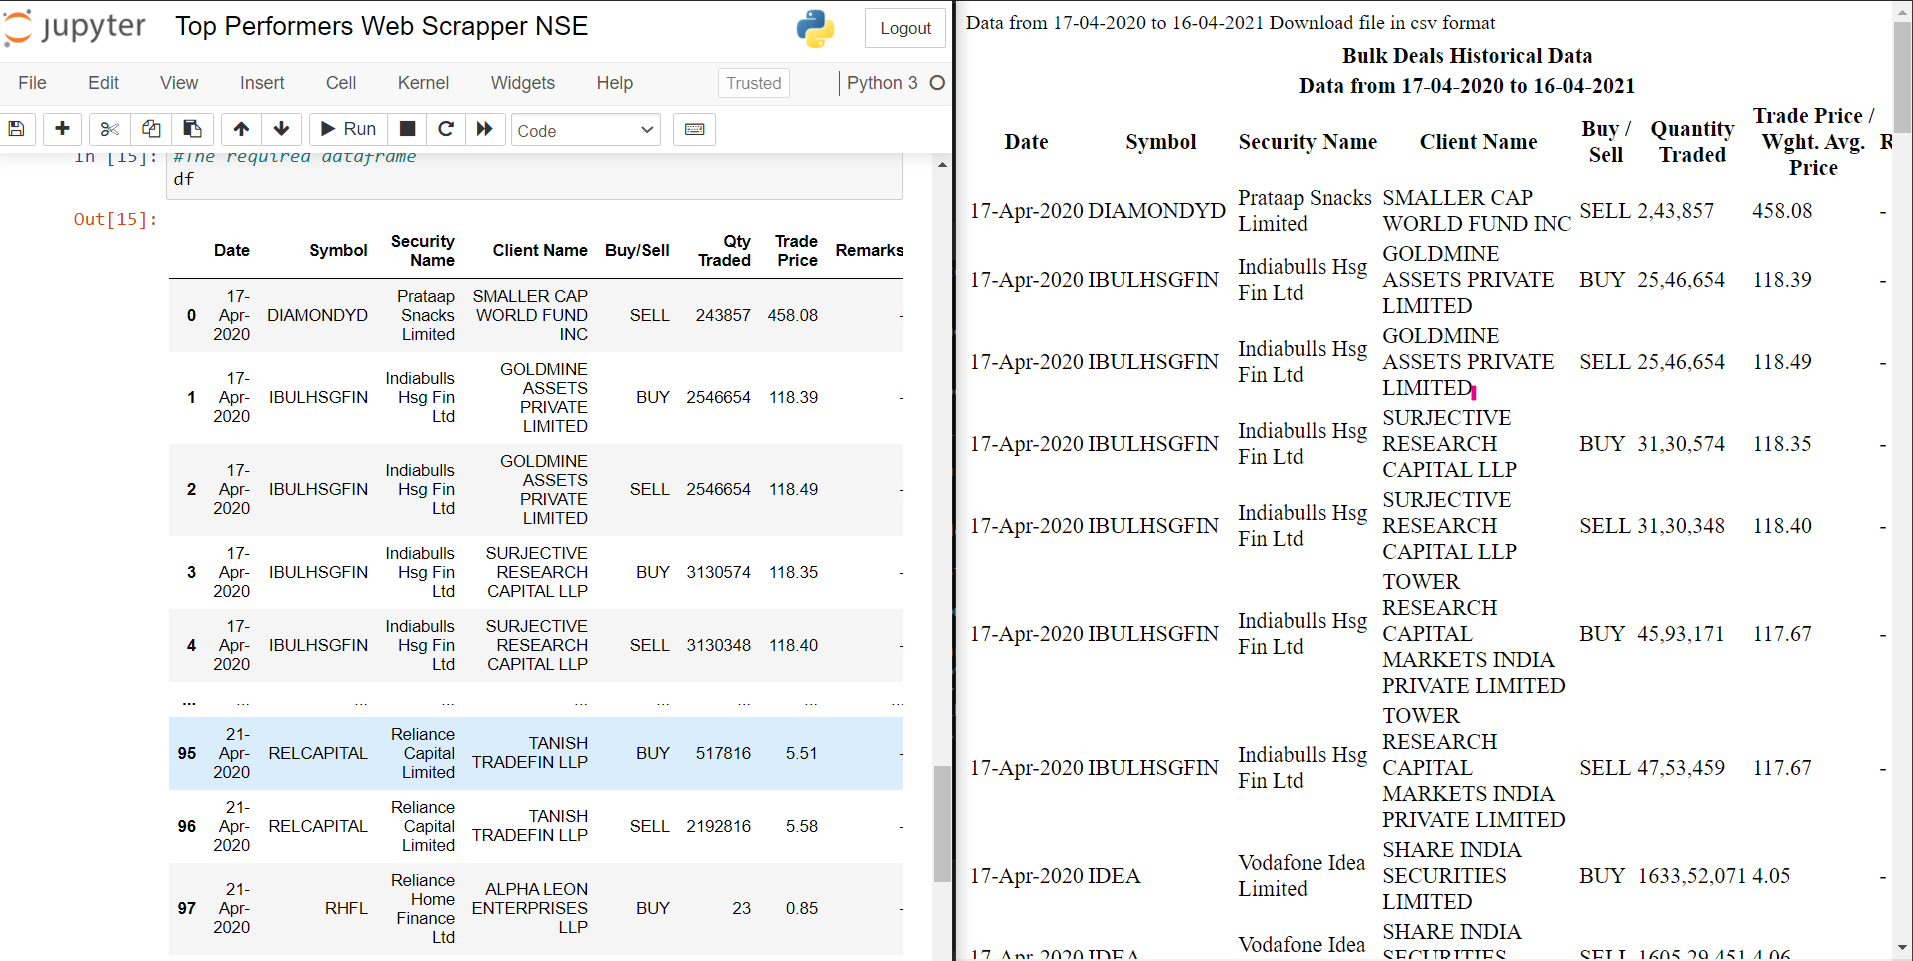 jupyter Top Performers Web Scrapper NSE Logout
File Edit View Insert Cell Kernel Widgets Help Trusted Python 3
Run Code
In [15]: #The required dataframe
df
Out[15]:
Date Symbol Security Name Client Name Buy/Sell Qty Traded Trade Price Remarks
0 17-Apr-2020 DIAMONDYD Prataap Snacks Limited SMALLER CAP WORLD FUND INC SELL 243857 458.08 -
1 17-Apr-2020 IBULHSGFIN Indiabulls Hsg Fin Ltd GOLDMINE ASSETS PRIVATE LIMITED BUY 2546654 118.39 -
2 17-Apr-2020 IBULHSGFIN Indiabulls Hsg Fin Ltd GOLDMINE ASSETS PRIVATE LIMITED SELL 2546654 118.49 -
3 17-Apr-2020 IBULHSGFIN Indiabulls Hsg Fin Ltd SURJECTIVE RESEARCH CAPITAL LLP BUY 3130574 118.35 -
4 17-Apr-2020 IBULHSGFIN Indiabulls Hsg Fin Ltd SURJECTIVE RESEARCH CAPITAL LLP SELL 3130348 118.40 -
... ... ... ... ... ... ... ... ...
95 21-Apr-2020 RELCAPITAL Reliance Capital Limited TANISH TRADEFIN LLP BUY 517816 5.51 -
96 21-Apr-2020 RELCAPITAL Reliance Capital Limited TANISH TRADEFIN LLP SELL 2192816 5.58 -
97 21-Apr-2020 RHFL Reliance Home Finance Ltd ALPHA LEON ENTERPRISES LLP BUY 23 0.85 -
Data from 17-04-2020 to 16-04-2021 Download file in csv format
Bulk Deals Historical Data
Data from 17-04-2020 to 16-04-2021
Date Symbol Security Name Client Name Buy / Sell Quantity Traded Trade Price / Wght. Avg. Price R
17-Apr-2020 DIAMONDYD Prataap Snacks Limited SMALLER CAP WORLD FUND INC SELL 2,43,857 458.08 -
17-Apr-2020 IBULHSGFIN Indiabulls Hsg Fin Ltd GOLDMINE ASSETS PRIVATE LIMITED BUY 25,46,654 118.39 -
17-Apr-2020 IBULHSGFIN Indiabulls Hsg Fin Ltd GOLDMINE ASSETS PRIVATE LIMITED SELL 25,46,654 118.49 -
17-Apr-2020 IBULHSGFIN Indiabulls Hsg Fin Ltd SURJECTIVE RESEARCH CAPITAL LLP BUY 31,30,574 118.35 -
17-Apr-2020 IBULHSGFIN Indiabulls Hsg Fin Ltd SURJECTIVE RESEARCH CAPITAL LLP SELL 31,30,348 118.40 -
17-Apr-2020 IBULHSGFIN Indiabulls Hsg Fin Ltd TOWER RESEARCH CAPITAL MARKETS INDIA PRIVATE LIMITED BUY 45,93,171 117.67 -
17-Apr-2020 IBULHSGFIN Indiabulls Hsg Fin Ltd TOWER RESEARCH CAPITAL MARKETS INDIA PRIVATE LIMITED SELL 47,53,459 117.67 -
17-Apr-2020 IDEA Vodafone Idea Limited SHARE INDIA SECURITIES LIMITED BUY 1633,52,071 4.05 -
17-Apr-2020 IDEA Vodafone Idea SHARE INDIA SECURITIES SELL 1605,29,451 4.06